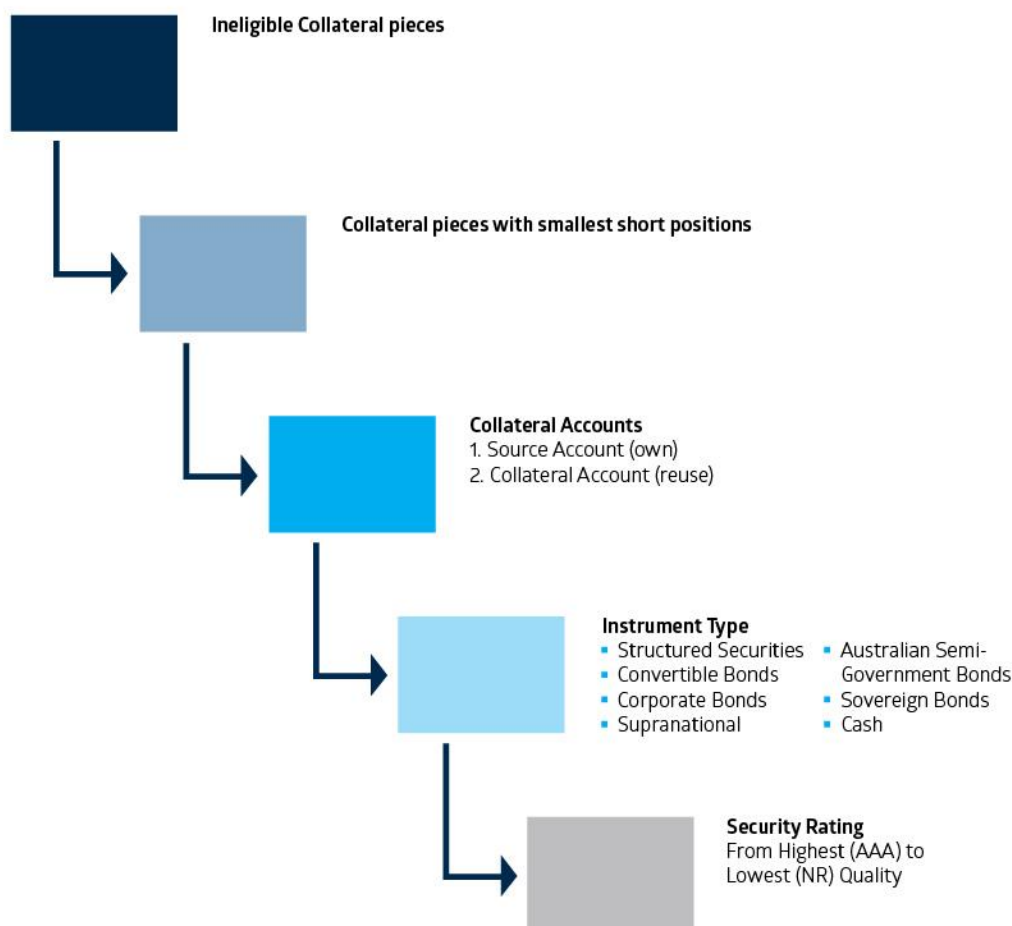 Ineligible Collateral pieces
Collateral pieces with smallest short positions
Collateral Accounts
1. Source Account (own)
2. Collateral Account (reuse)
Instrument Type
▪ Structured Securities
▪ Convertible Bonds
▪ Corporate Bonds
▪ Supranational
▪ Australian Semi-
Government Bonds
▪ Sovereign Bonds
▪ Cash
Security Rating
From Highest (AAA) to
Lowest (NR) Quality